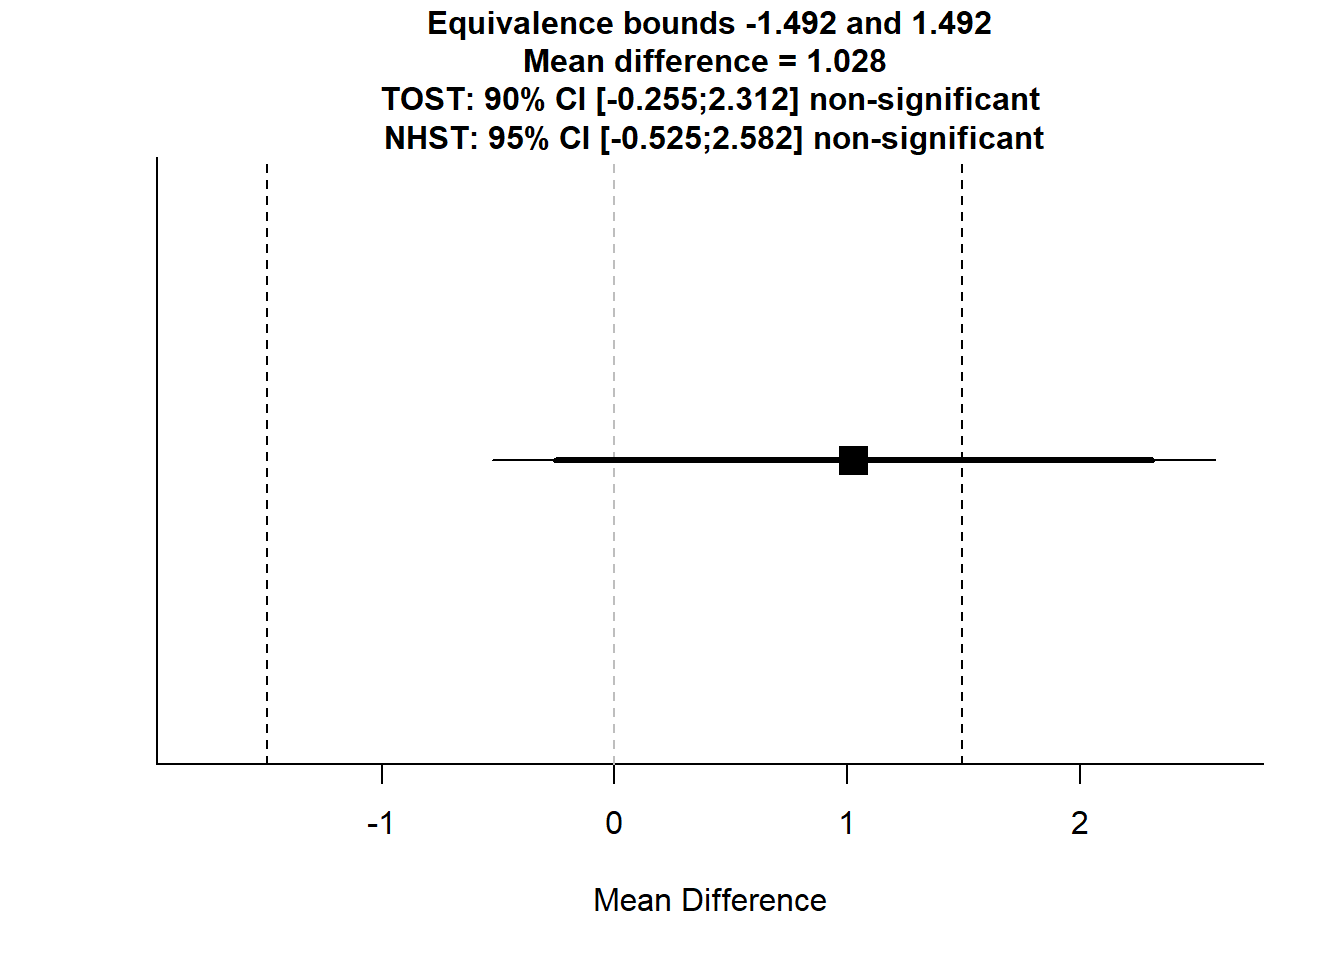 Equivalence bounds -1.492 and 1.492
Mean difference = 1.028
TOST: 90% CI [-0.255;2.312] non-significant
NHST: 95% CI [-0.525;2.582] non-significant
-1 0 1 2
Mean Difference